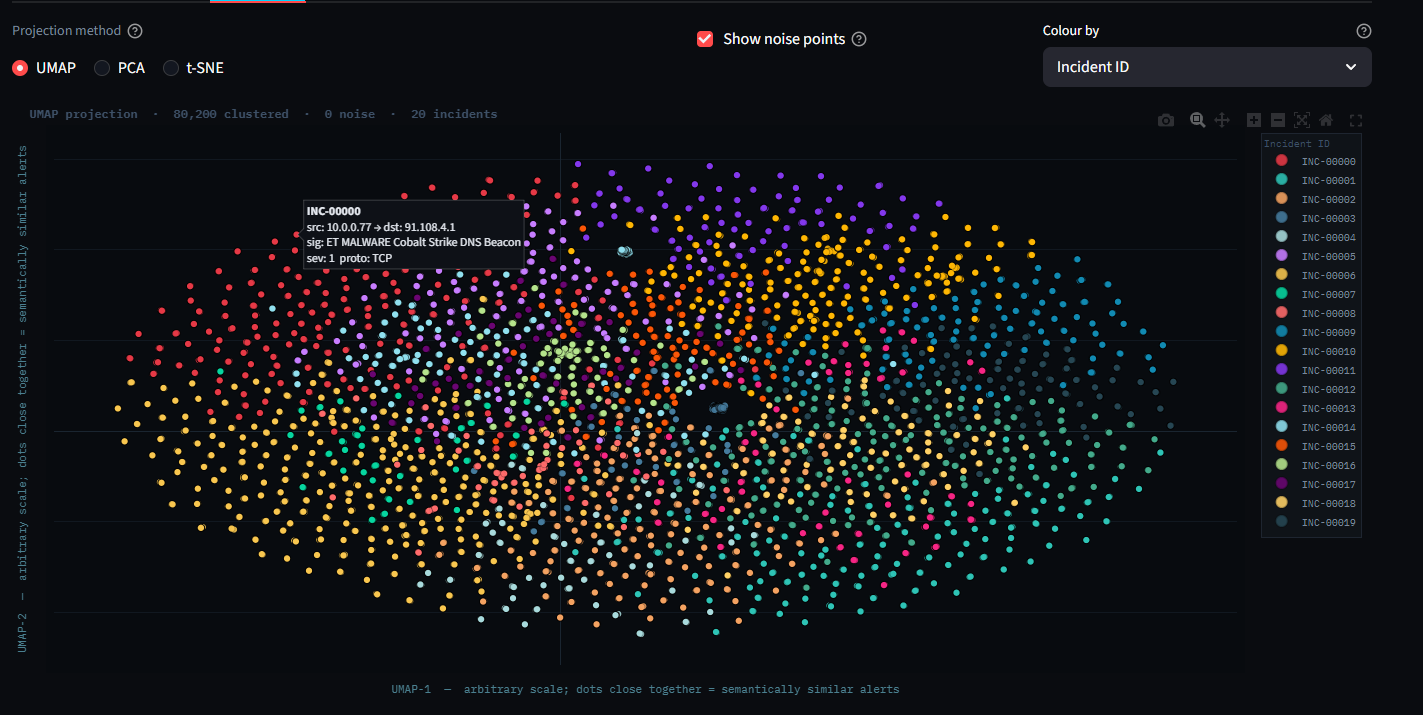 Projection method
UMAP
PCA
t-SNE
Show noise points
Colour by
Incident ID
UMAP projection · 80,200 clustered · 0 noise · 20 incidents
UMAP-2 — arbitrary scale; dots close together = semantically similar alerts
INC-00000
src: 10.0.0.77 → dst: 91.108.4.1
sig: ET MALWARE Cobalt Strike DNS Beacon
sev: 1 proto: TCP
Incident ID
INC-00000
INC-00001
INC-00002
INC-00003
INC-00004
INC-00005
INC-00006
INC-00007
INC-00008
INC-00009
INC-00010
INC-00011
INC-00012
INC-00013
INC-00014
INC-00015
INC-00016
INC-00017
INC-00018
INC-00019
UMAP-1 — arbitrary scale; dots close together = semantically similar alerts